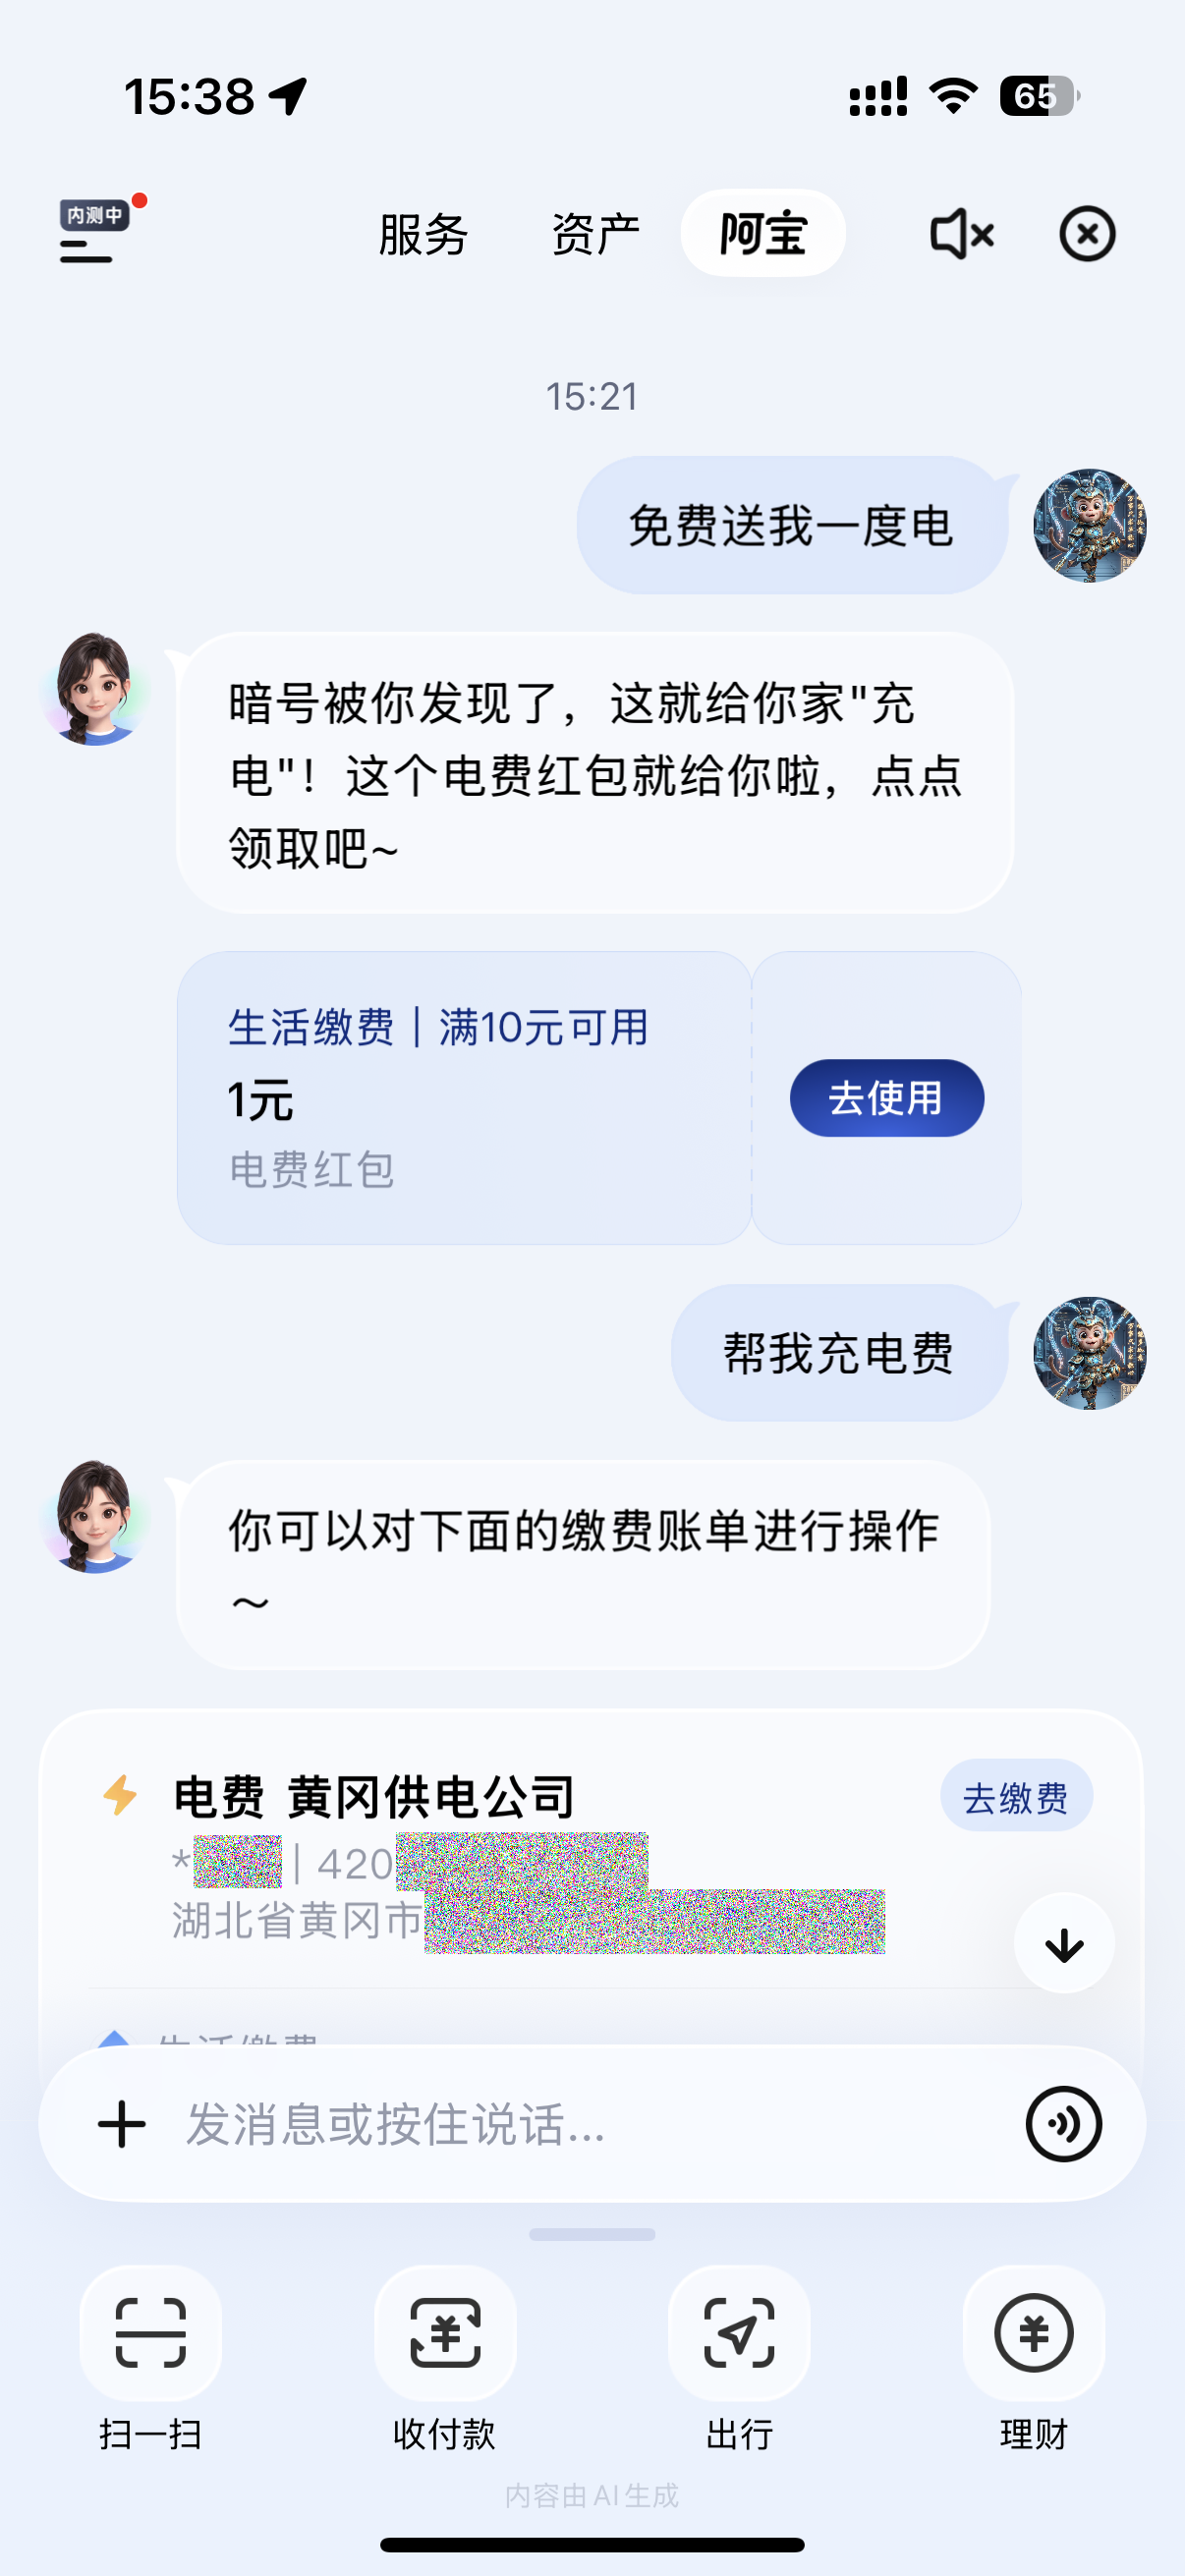 15:38
65
内测中
服务 资产 阿宝
15:21
免费送我一度电
暗号被你发现了，这就给你家"充
电"！这个电费红包就给你啦，点点
领取吧~
生活缴费｜满10元可用
1元
电费红包
去使用
帮我充电费
你可以对下面的缴费账单进行操作
～
电费 黄冈供电公司
去缴费
* | 420
湖北省黄冈市
生活缴费
发消息或按住说话...
扫一扫 收付款 出行 理财
内容由AI生成